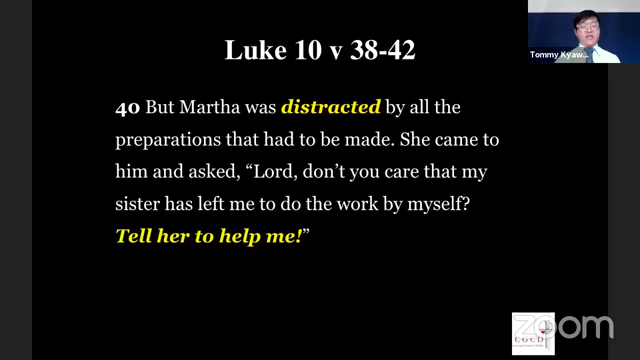 Luke 10 v 38-42
Tommy Kyaw...
40 But Martha was distracted by all the
preparations that had to be made. She came to
him and asked, “Lord, don’t you care that my
sister has left me to do the work by myself?
Tell her to help me!”
zoom